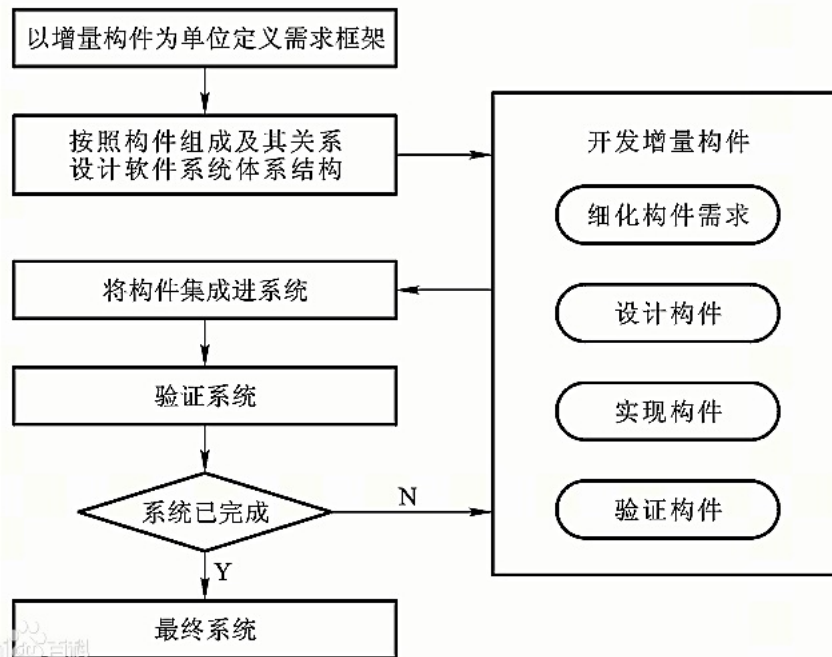 以增量构件为单位定义需求框架
按照构件组成及其关系
设计软件系统体系结构
开发增量构件
细化构件需求
设计构件
实现构件
验证构件
将构件集成进系统
验证系统
系统已完成
N
Y
最终系统
百科